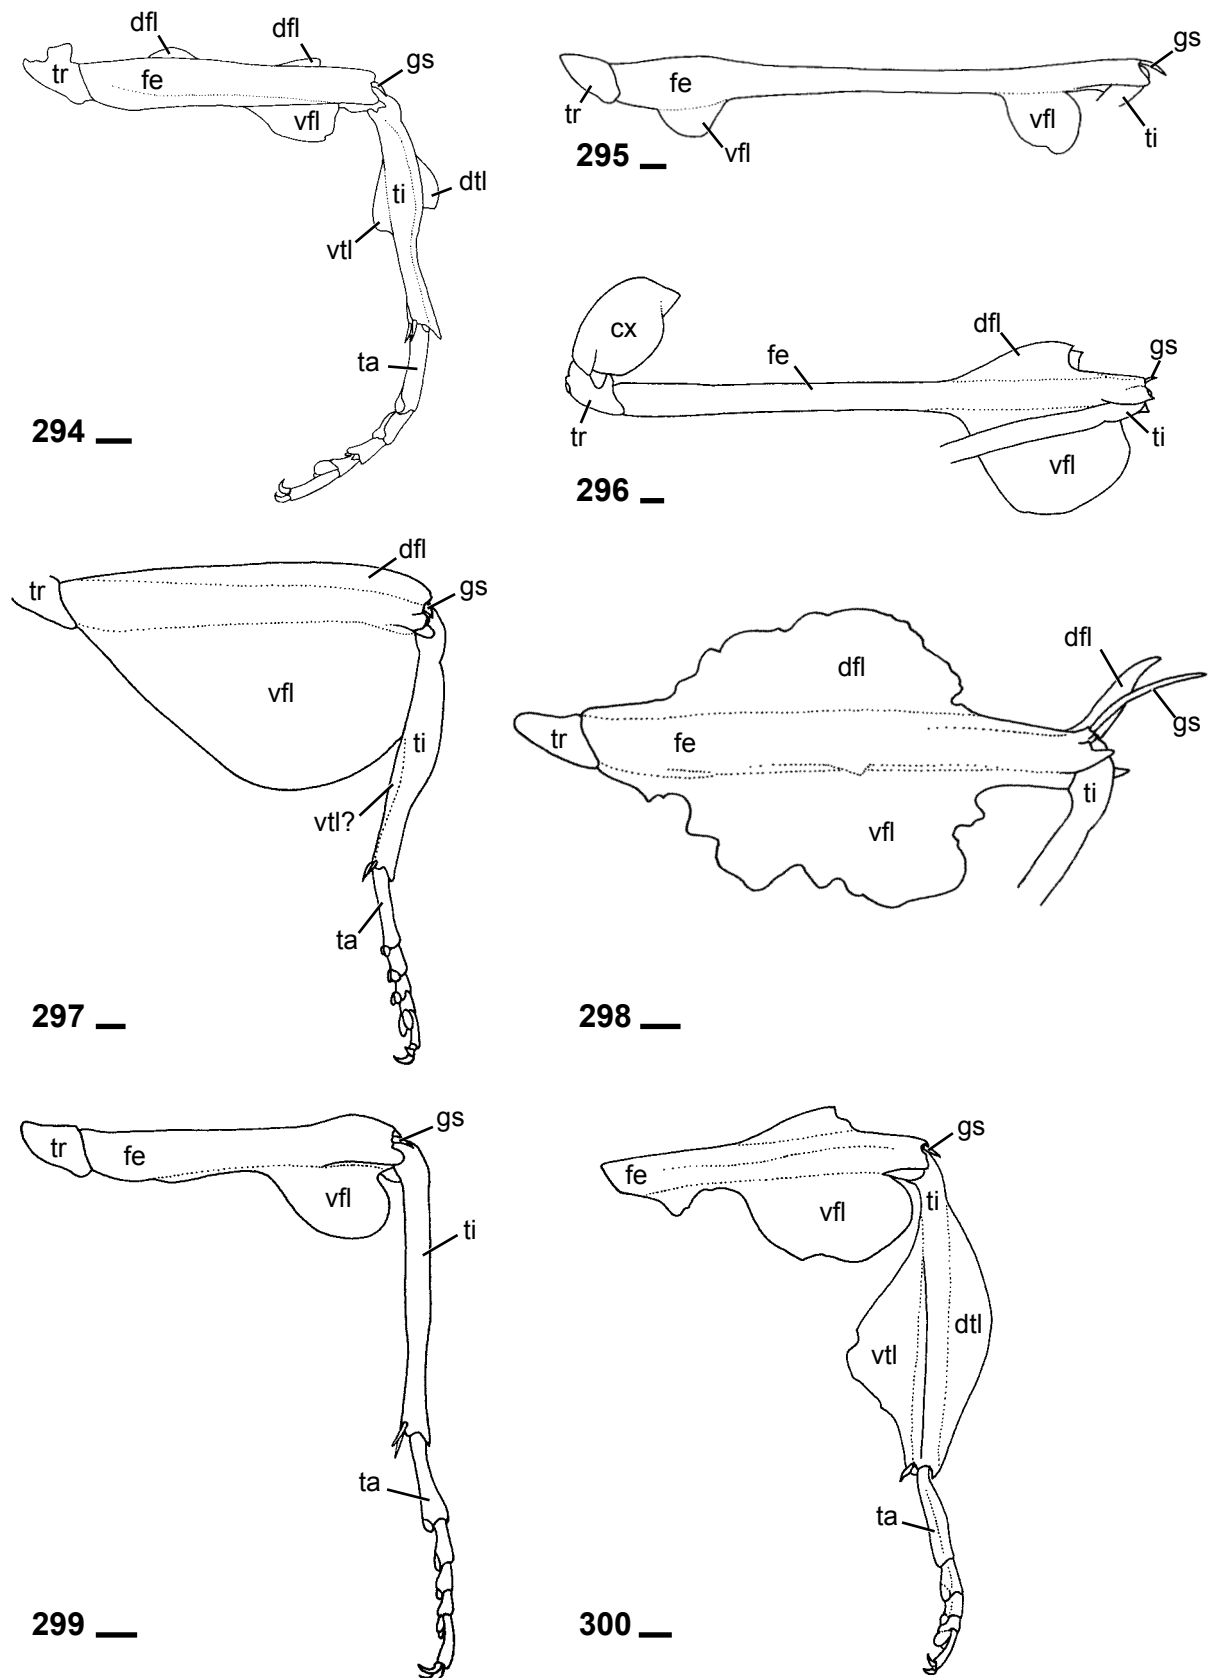 dfl
dfl
gs
tr
fe
vfl
ti
dtl
vtl
ta
294
gs
fe
tr
vfl
vfl
ti
295
cx
dfl
fe
gs
tr
ti
vfl
296
dfl
tr
gs
vfl
ti
vtl?
ta
297
dfl
dfl
gs
tr
fe
ti
vfl
298
gs
tr
fe
vfl
ti
ta
299
gs
fe
vfl
ti
dtl
vtl
ta
300